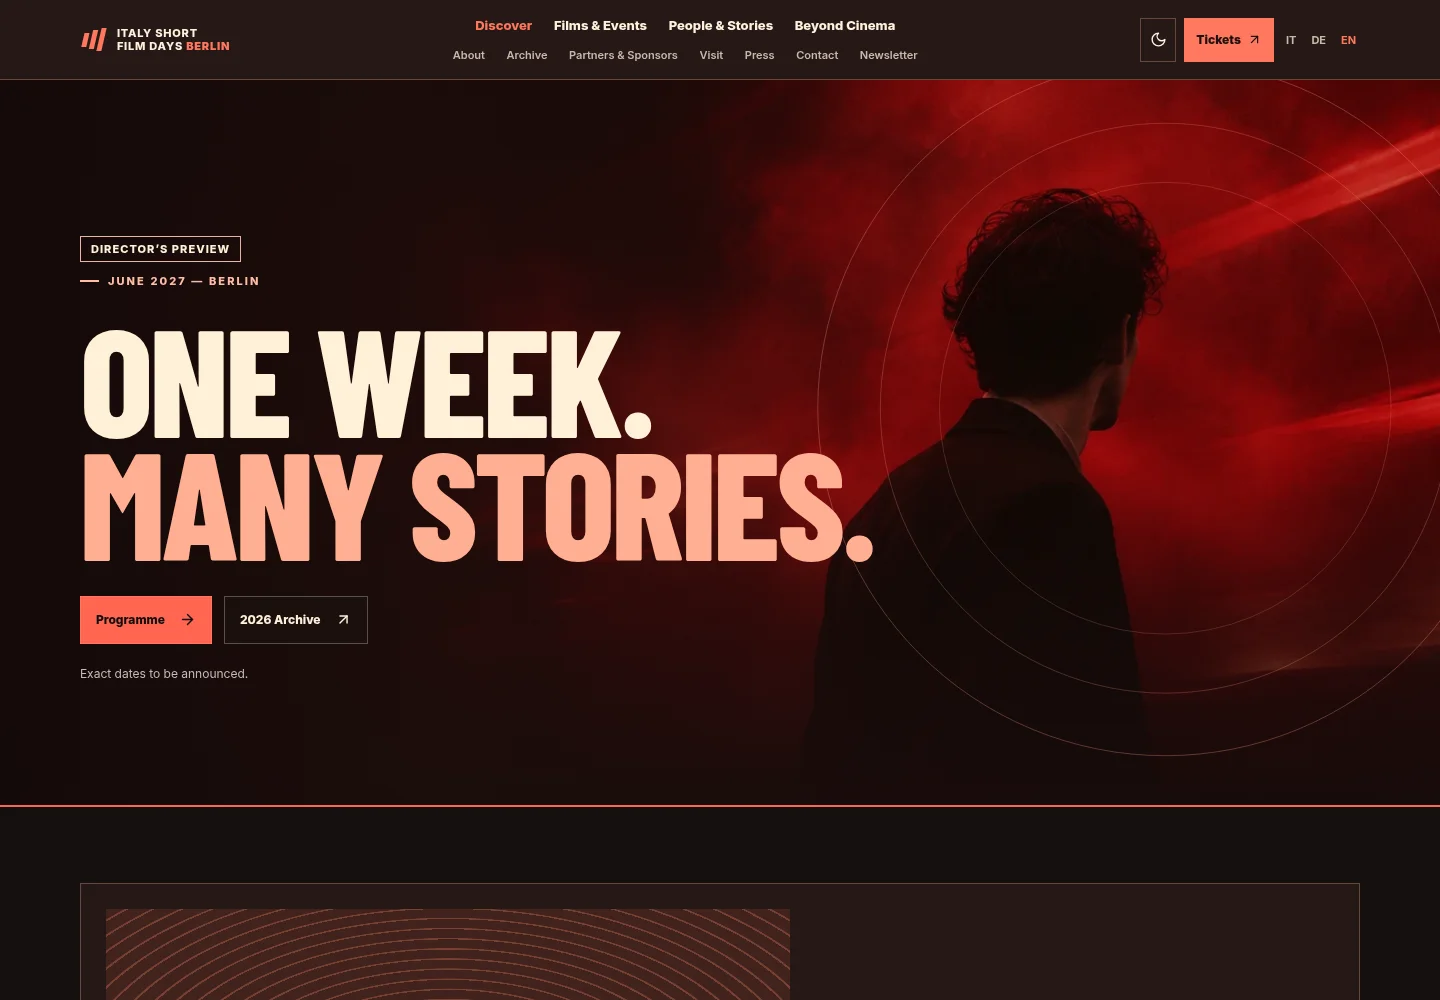 ITALY SHORT
FILM DAYS BERLIN
Discover Films & Events People & Stories Beyond Cinema
About Archive Partners & Sponsors Visit Press Contact Newsletter
Tickets
IT DE EN
DIRECTOR'S PREVIEW
JUNE 2027 — BERLIN
ONE WEEK.
MANY STORIES.
Programme
2026 Archive
Exact dates to be announced.